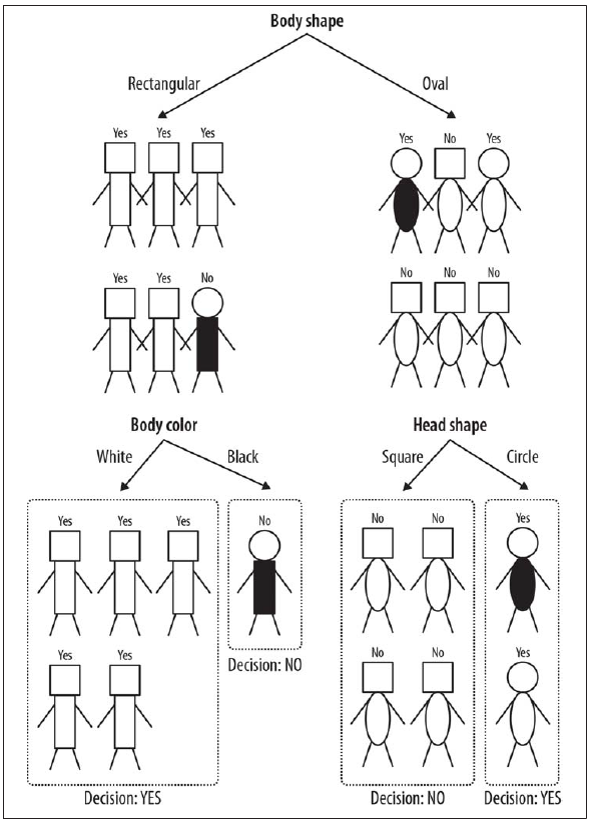 Body shape
Rectangular Oval
Yes Yes Yes Yes No Yes
Yes Yes No No No No
Body color Head shape
White Black Square Circle
Yes Yes Yes No No No Yes
Yes Yes No No Yes
Decision: NO
Decision: YES Decision: NO Decision: YES